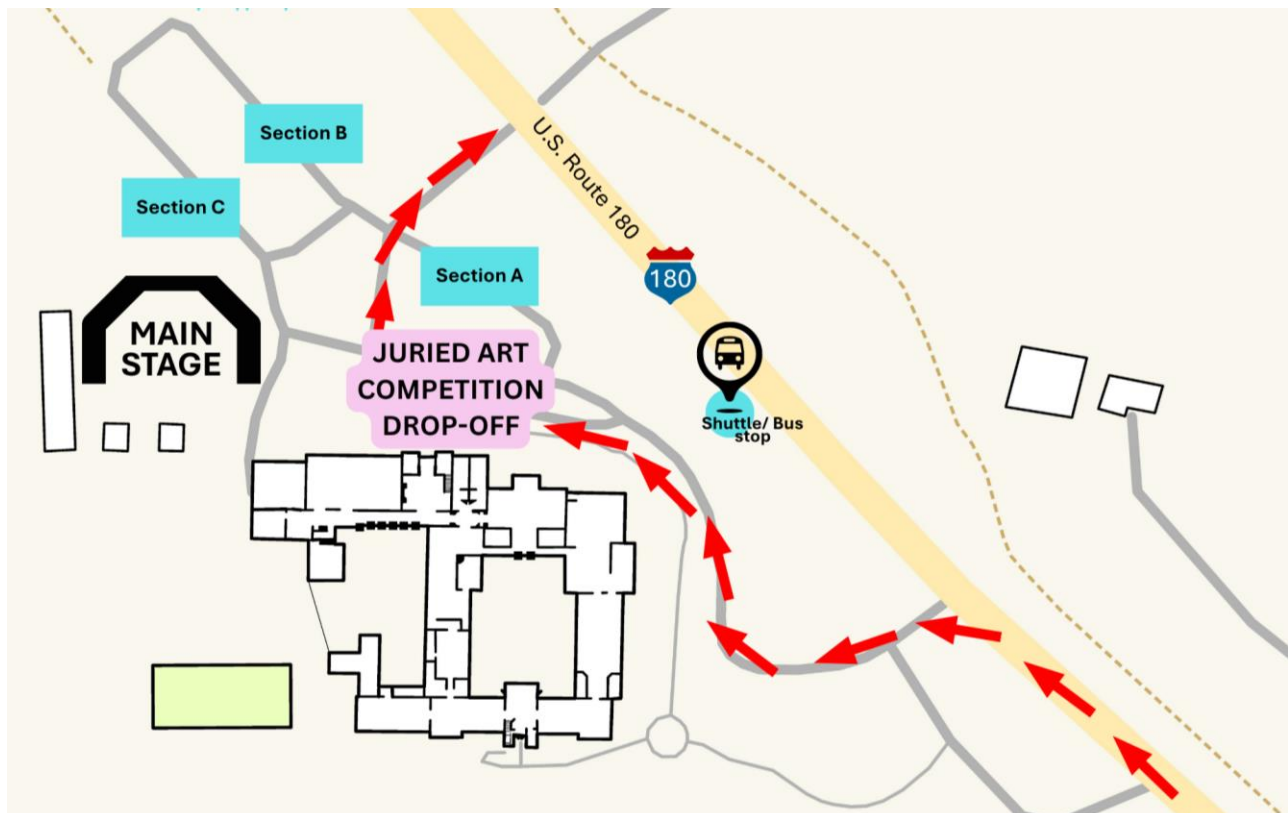 Section B
U.S. Route 180
Section C
Section A
180
MAIN
STAGE
JURIED ART
COMPETITION
DROP-OFF
Shuttle/ Bus
stop